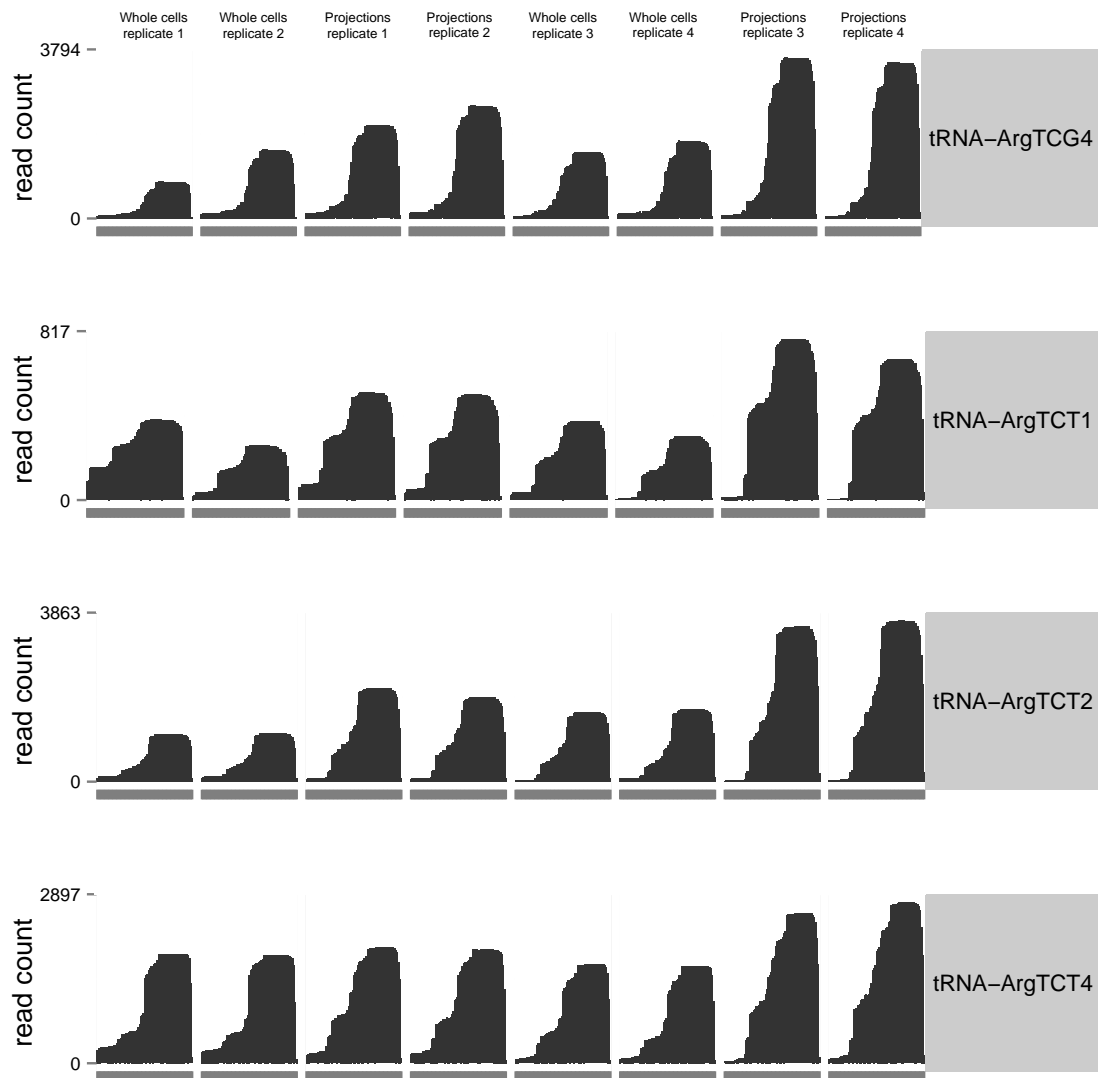 Whole cells
replicate 1
Whole cells
replicate 2
Projections
replicate 1
Projections
replicate 2
Whole cells
replicate 3
Whole cells
replicate 4
Projections
replicate 3
Projections
replicate 4
3794
read count
0
tRNA−ArgTCG4
817
read count
0
tRNA−ArgTCT1
3863
read count
0
tRNA−ArgTCT2
2897
read count
0
tRNA−ArgTCT4